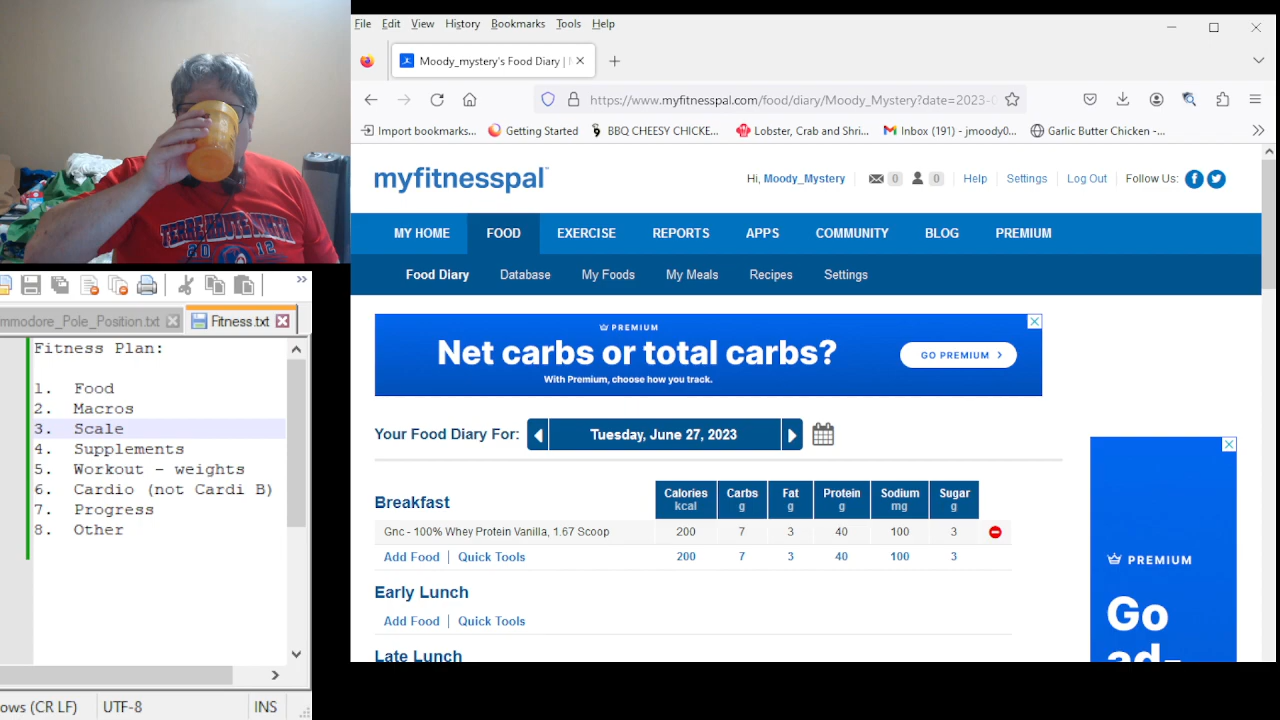 TERRE HAUTE NORTH
20 12
mmodore_Pole_Position.txt
Fitness.txt
Fitness Plan:
1. Food
2. Macros
3. Scale
4. Supplements
5. Workout - weights
6. Cardio (not Cardi B)
7. Progress
8. Other
ows (CR LF) UTF-8 INS
File Edit View History Bookmarks Tools Help
Moody_mystery's Food Diary |
https://www.myfitnesspal.com/food/diary/Moody_Mystery?date=2023-0
Import bookmarks... Getting Started BBQ CHEESY CHICKE... Lobster, Crab and Shri... Inbox (191) - jmoody0... Garlic Butter Chicken -...
myfitnesspal
Hi, Moody_Mystery 0 0 Help Settings Log Out Follow Us:
MY HOME FOOD EXERCISE REPORTS APPS COMMUNITY BLOG PREMIUM
Food Diary Database My Foods My Meals Recipes Settings
PREMIUM
Net carbs or total carbs?
With Premium, choose how you track.
GO PREMIUM >
Your Food Diary For: Tuesday, June 27, 2023
Breakfast Calories kcal Carbs g Fat g Protein g Sodium mg Sugar g
Gnc - 100% Whey Protein Vanilla, 1.67 Scoop 200 7 3 40 100 3
Add Food | Quick Tools 200 7 3 40 100 3
Early Lunch
Add Food | Quick Tools
Late Lunch
PREMIUM
Go
ad-